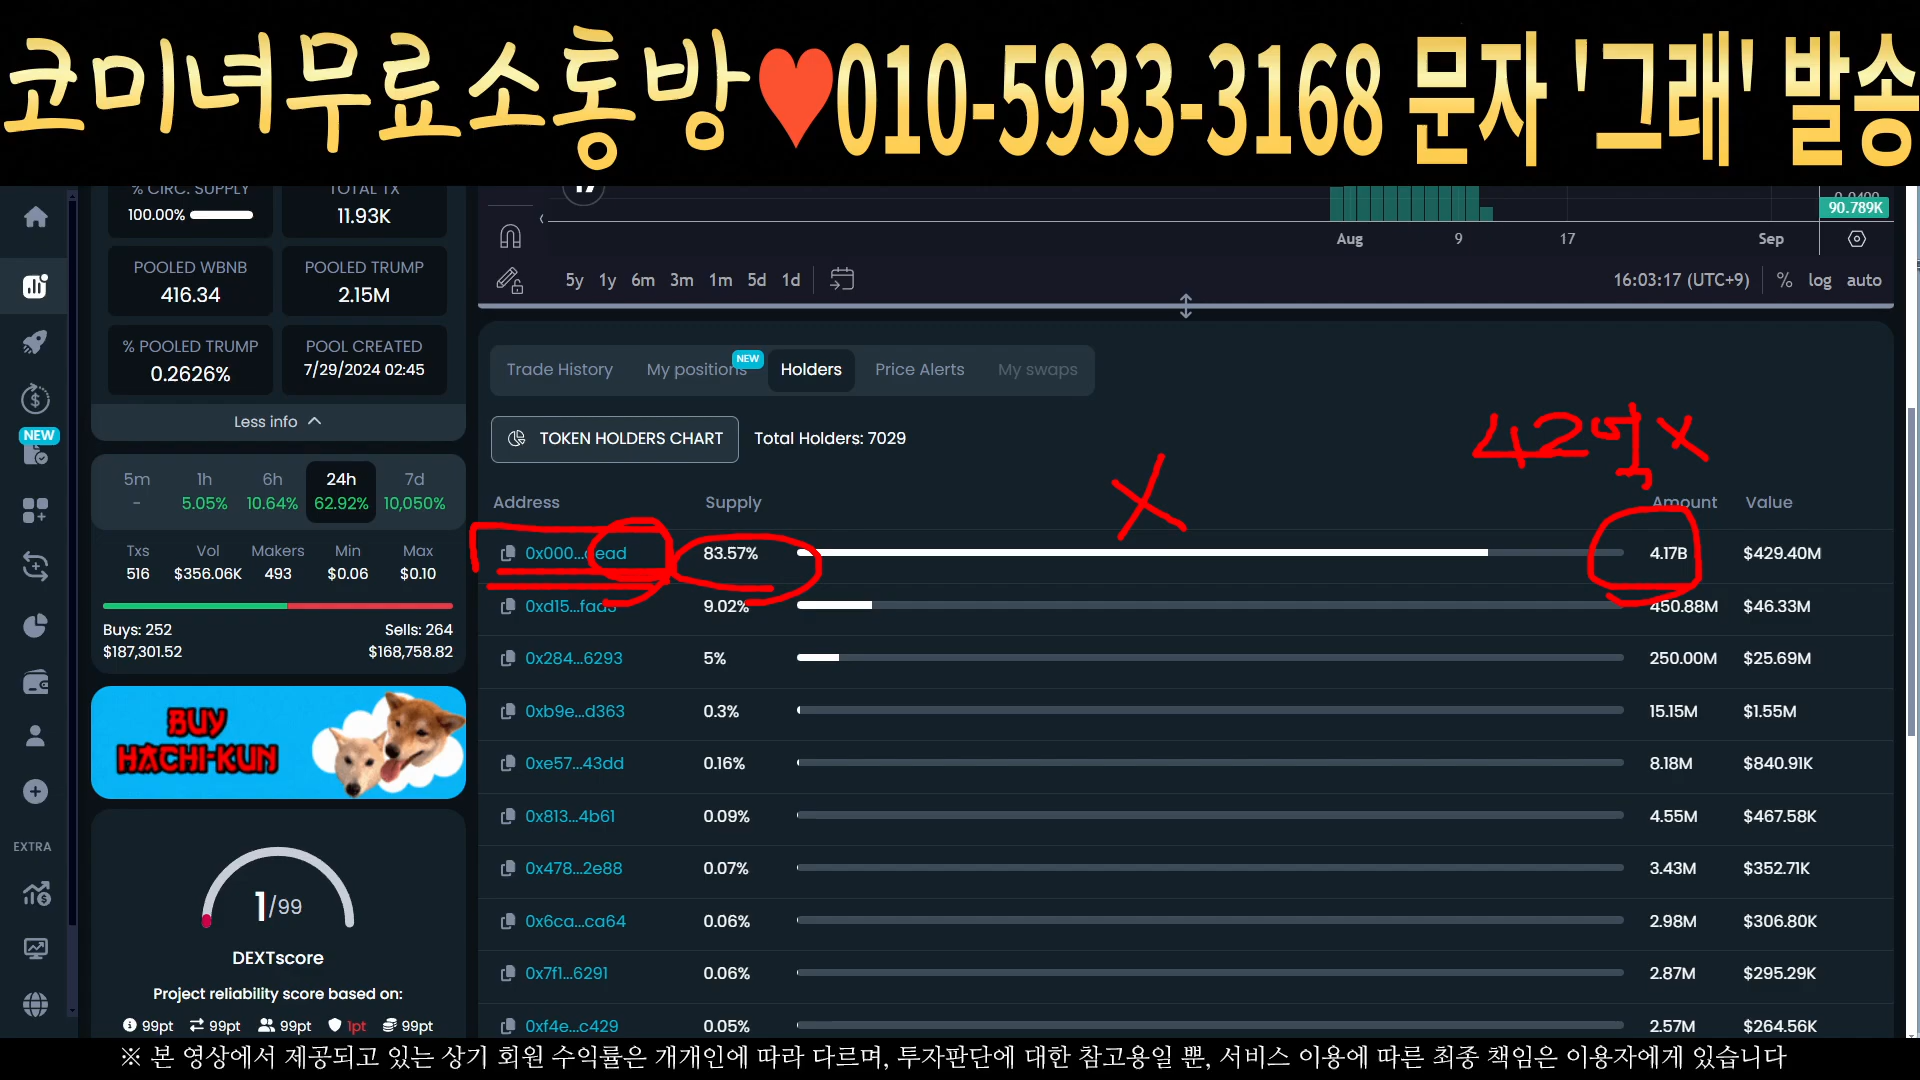 코미녀무료소통방♥010-5933-3168 문자 '그래' 발송
% CIRC. SUPPLY
100.00%
TOTAL TX
11.93K
POOLED WBNB
416.34
POOLED TRUMP
2.15M
% POOLED TRUMP
0.2626%
POOL CREATED
7/29/2024 02:45
Less info
NEW
5m
-
1h
5.05%
6h
10.64%
24h
62.92%
7d
10,050%
Txs
516
Vol
$356.06K
Makers
493
Min
$0.06
Max
$0.10
Buys: 252
Sells: 264
$187,301.52
$168,758.82
BUY
HACHI-KUN
EXTRA
1/99
DEXTscore
Project reliability score based on:
99pt 99pt 99pt 1pt 99pt
90.789K
Aug 9 17 Sep
5y 1y 6m 3m 1m 5d 1d
16:03:17 (UTC+9) % log auto
Trade History My positions NEW Holders Price Alerts My swaps
TOKEN HOLDERS CHART Total Holders: 7029
X
Address Supply Amount Value
0x000...dead 83.57% 4.17B $429.40M
0xd15...fad3 9.02% 450.88M $46.33M
0x284...6293 5% 250.00M $25.69M
0xb9e...d363 0.3% 15.15M $1.55M
0xe57...43dd 0.16% 8.18M $840.91K
0x813...4b61 0.09% 4.55M $467.58K
0x478...2e88 0.07% 3.43M $352.71K
0x6ca...ca64 0.06% 2.98M $306.80K
0x7f1...6291 0.06% 2.87M $295.29K
0xf4e...c429 0.05% 2.57M $264.56K
※ 본 영상에서 제공되고 있는 상기 회원 수익률은 개개인에 따라 다르며, 투자판단에 대한 참고용일 뿐, 서비스 이용에 따른 최종 책임은 이용자에게 있습니다